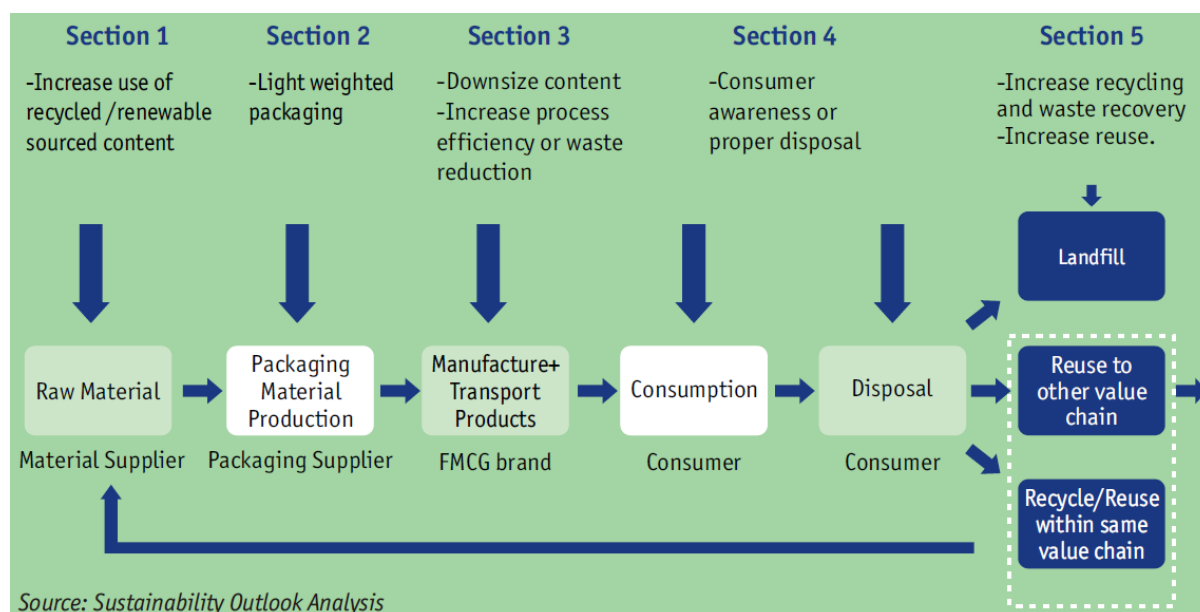 Section 1
-Increase use of
recycled/renewable
sourced content
Section 2
-Light weighted
packaging
Section 3
-Downsize content
-Increase process
efficiency or waste
reduction
Section 4
-Consumer
awareness or
proper disposal
Section 5
-Increase recycling
and waste recovery
-Increase reuse.
Landfill
Raw Material
Packaging
Material
Production
Manufacture+
Transport
Products
Consumption
Disposal
Reuse to
other value
chain
Material Supplier
Packaging Supplier
FMCG brand
Consumer
Consumer
Recycle/Reuse
within same
value chain
Source: Sustainability Outlook Analysis